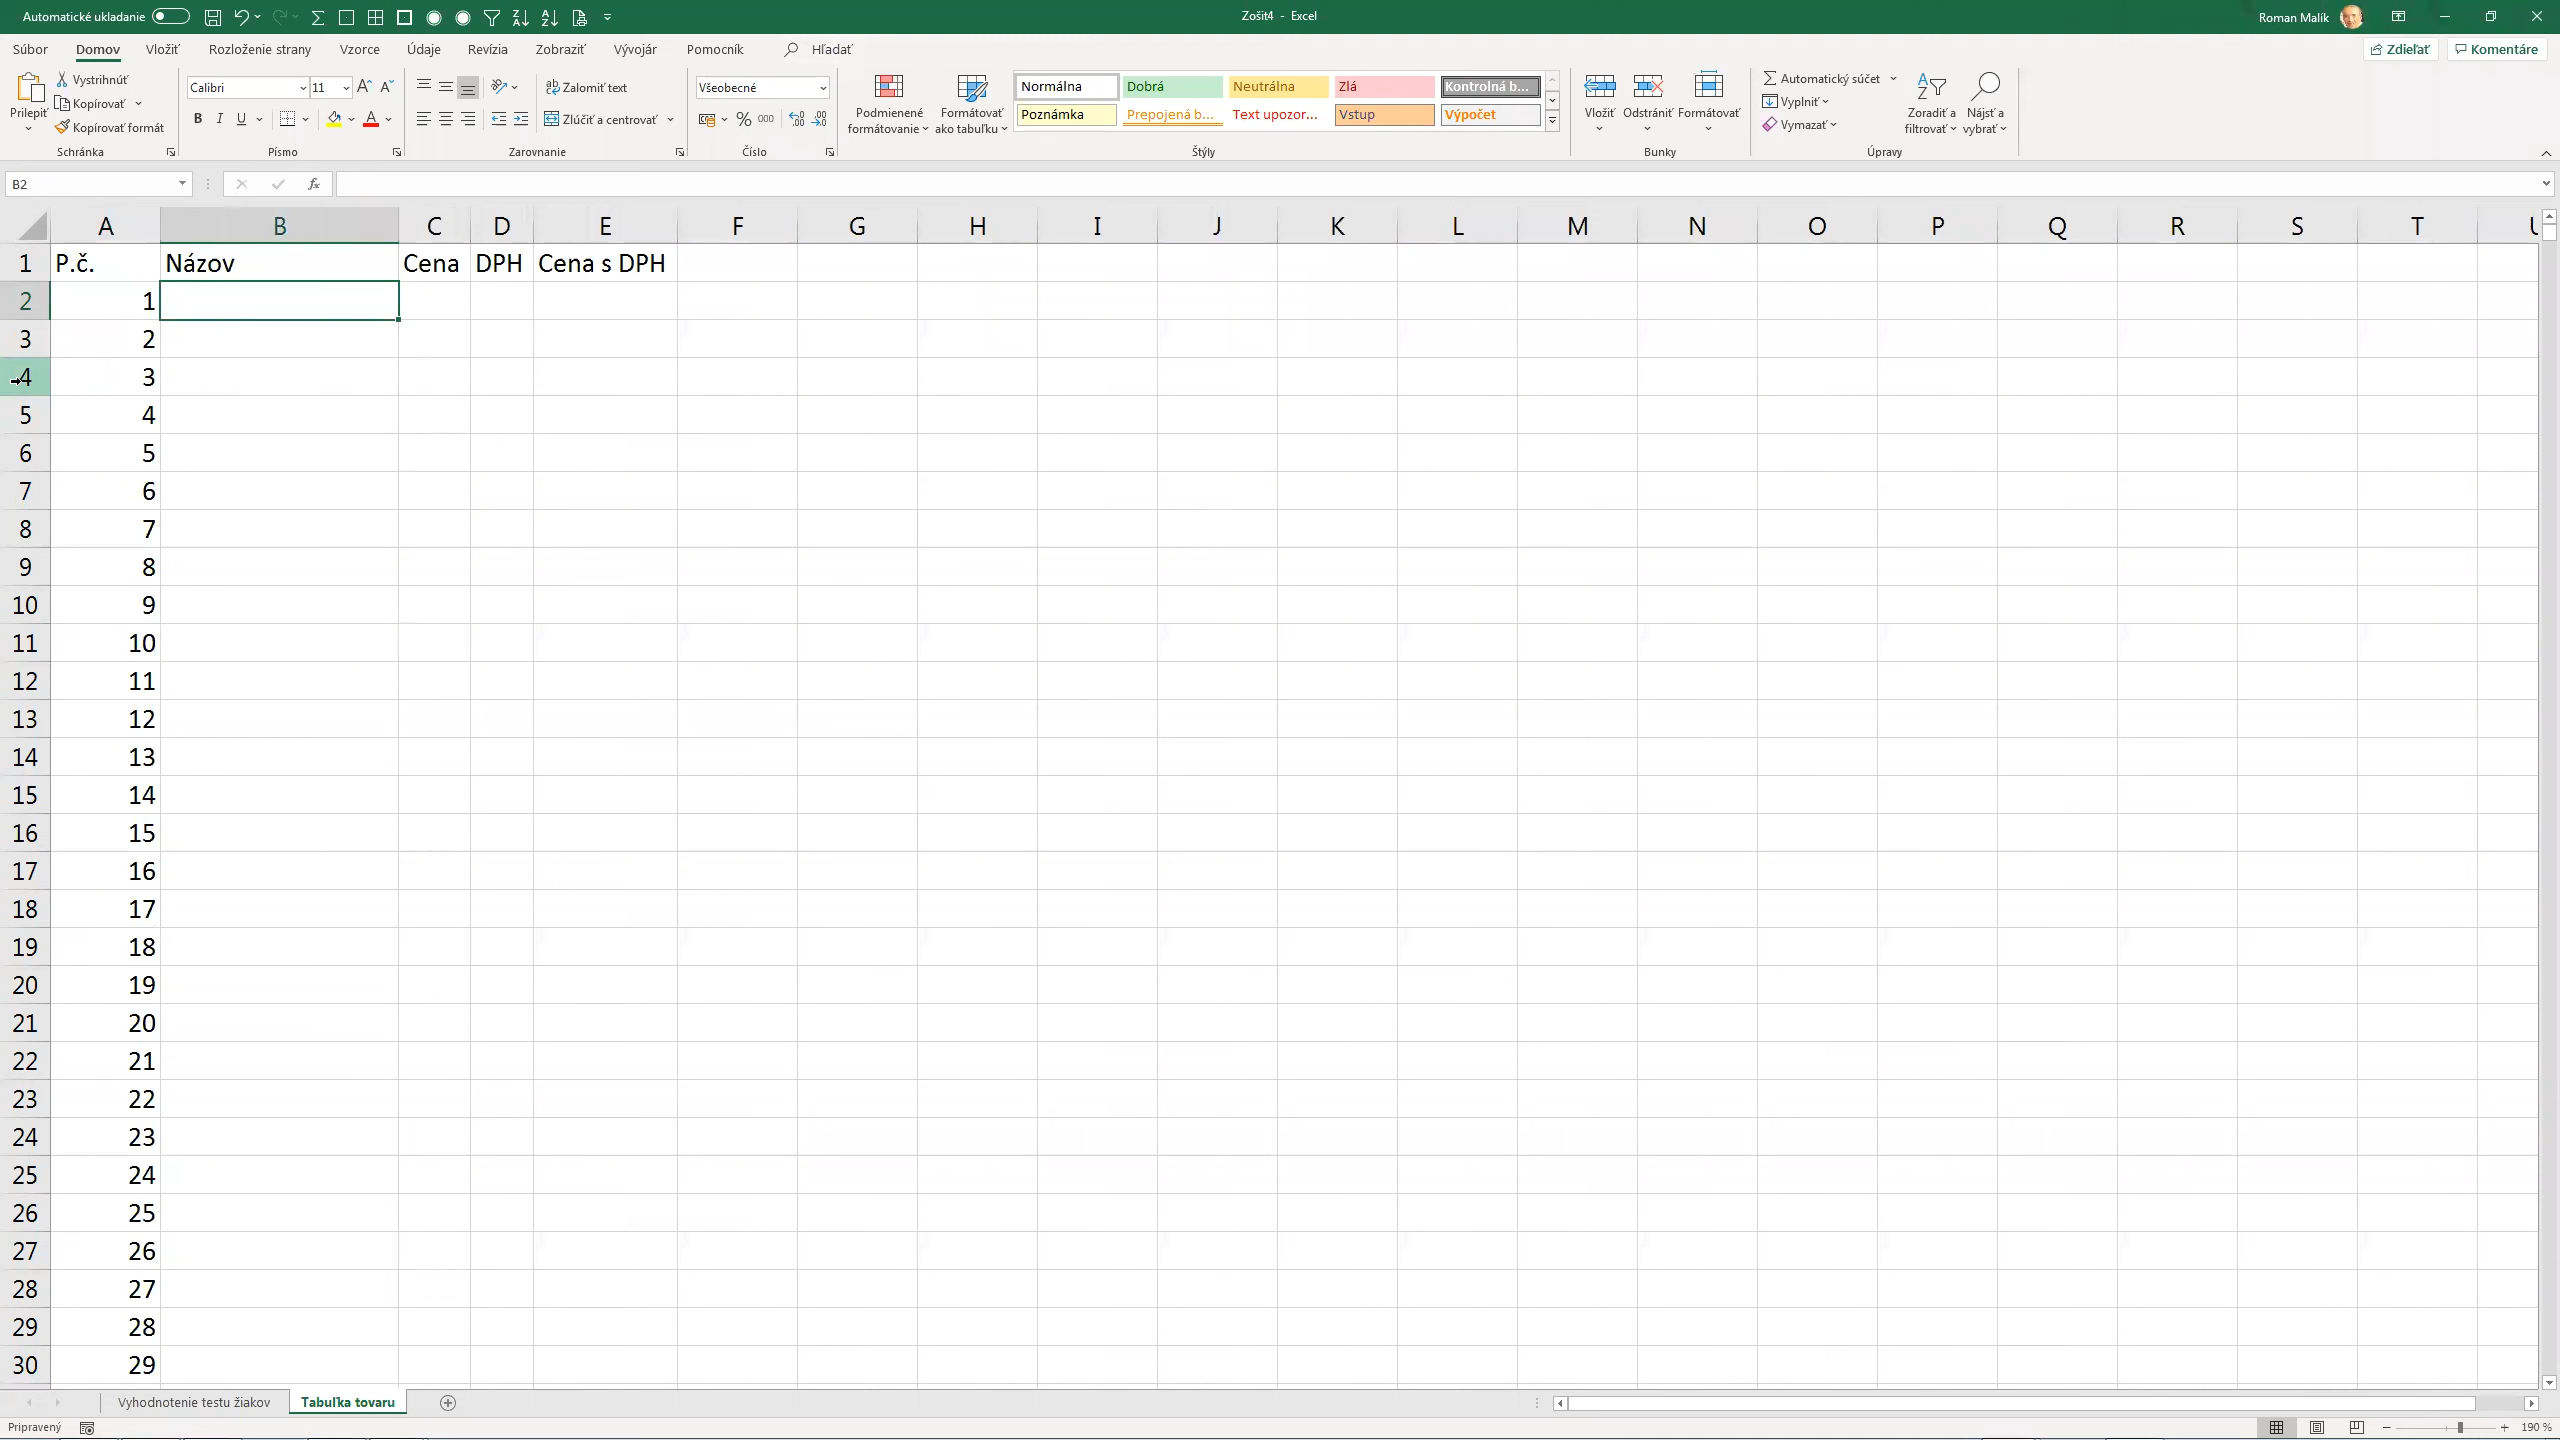 Automatické ukladanie
Zošit4 - Excel
Roman Malík
Súbor Domov Vložiť Rozloženie strany Vzorce Údaje Revízia Zobraziť Vývojár Pomocník Hľadať Zdieľať Komentáre
Prilepiť
Vystrihnúť
Kopírovať
Kopírovať formát
Schránka
Calibri 11
B I U
Písmo
Zalomiť text
Zlúčiť a centrovať
Zarovnanie
Všeobecné
% 000
Číslo
Podmienené formátovanie
Formátovať ako tabuľku
Normálna Dobrá Neutrálna Zlá Kontrolná b...
Poznámka Prepojená b... Text upozor... Vstup Výpočet
Štýly
Vložiť Odstrániť Formátovať
Bunky
Automatický súčet
Vyplniť
Vymazať
Zoradiť a filtrovať
Nájsť a vybrať
Úpravy
B2 fx
A B C D E F G H I J K L M N O P Q R S T U
1 P.č. Názov Cena DPH Cena s DPH
2 1
3 2
4 3
5 4
6 5
7 6
8 7
9 8
10 9
11 10
12 11
13 12
14 13
15 14
16 15
17 16
18 17
19 18
20 19
21 20
22 21
23 22
24 23
25 24
26 25
27 26
28 27
29 28
30 29
Vyhodnotenie testu žiakov Tabuľka tovaru
Pripravený
190 %